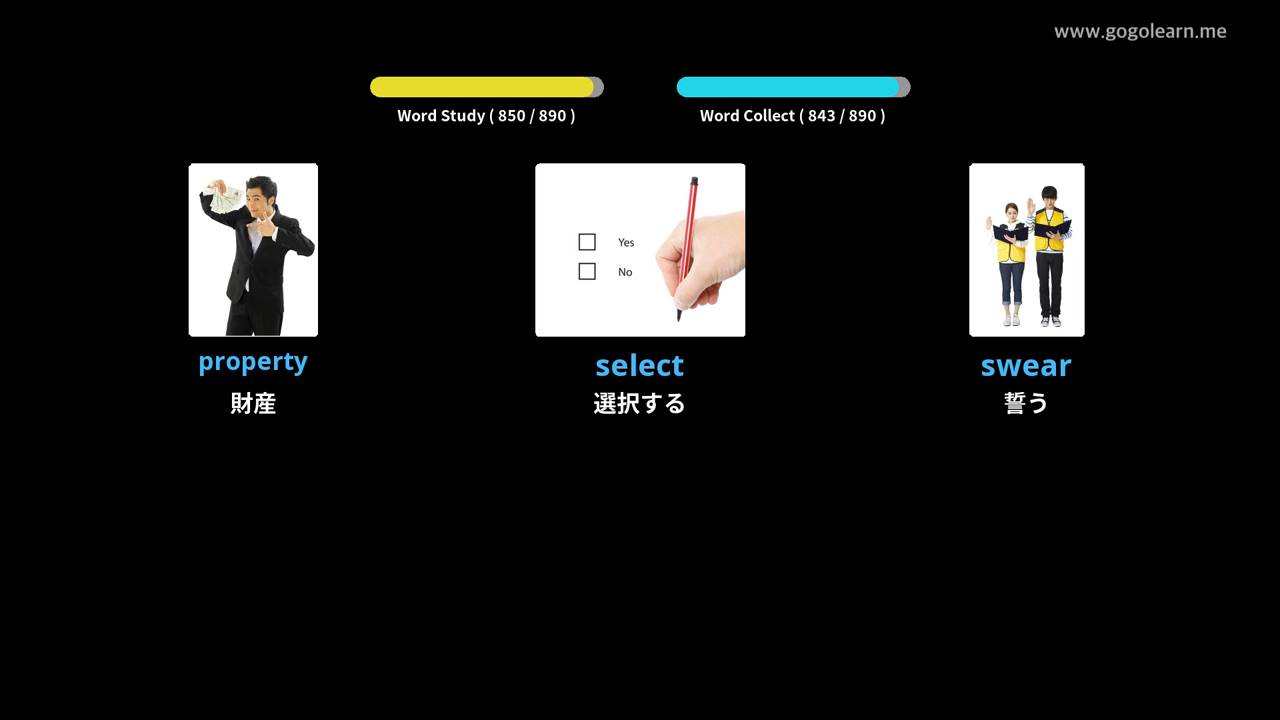 www.gogolearn.me
Word Study ( 850 / 890 )
Word Collect ( 843 / 890 )
Yes
No
property
select
swear
財産
選択する
誓う